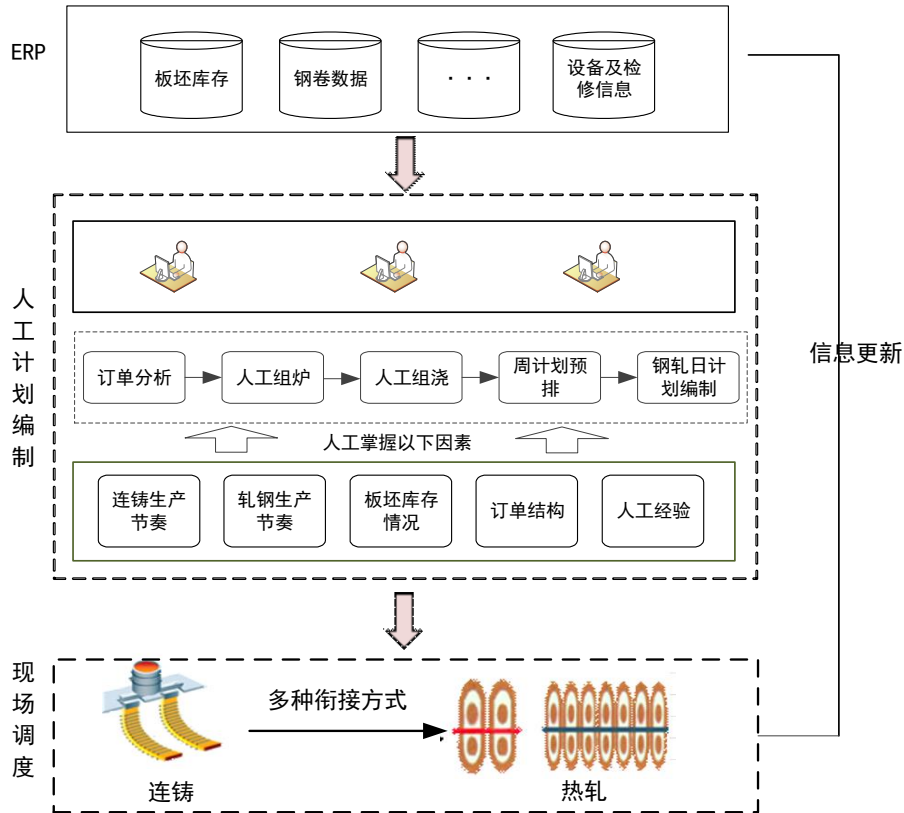 ERP
板坯库存
钢卷数据
· · ·
设备及检
修信息
人工计划编制
订单分析
人工组炉
人工组浇
周计划预
排
钢轧日计
划编制
信息更新
人工掌握以下因素
连铸生产
节奏
轧钢生产
节奏
板坯库存
情况
订单结构
人工经验
现场调度
多种衔接方式
连铸
热轧